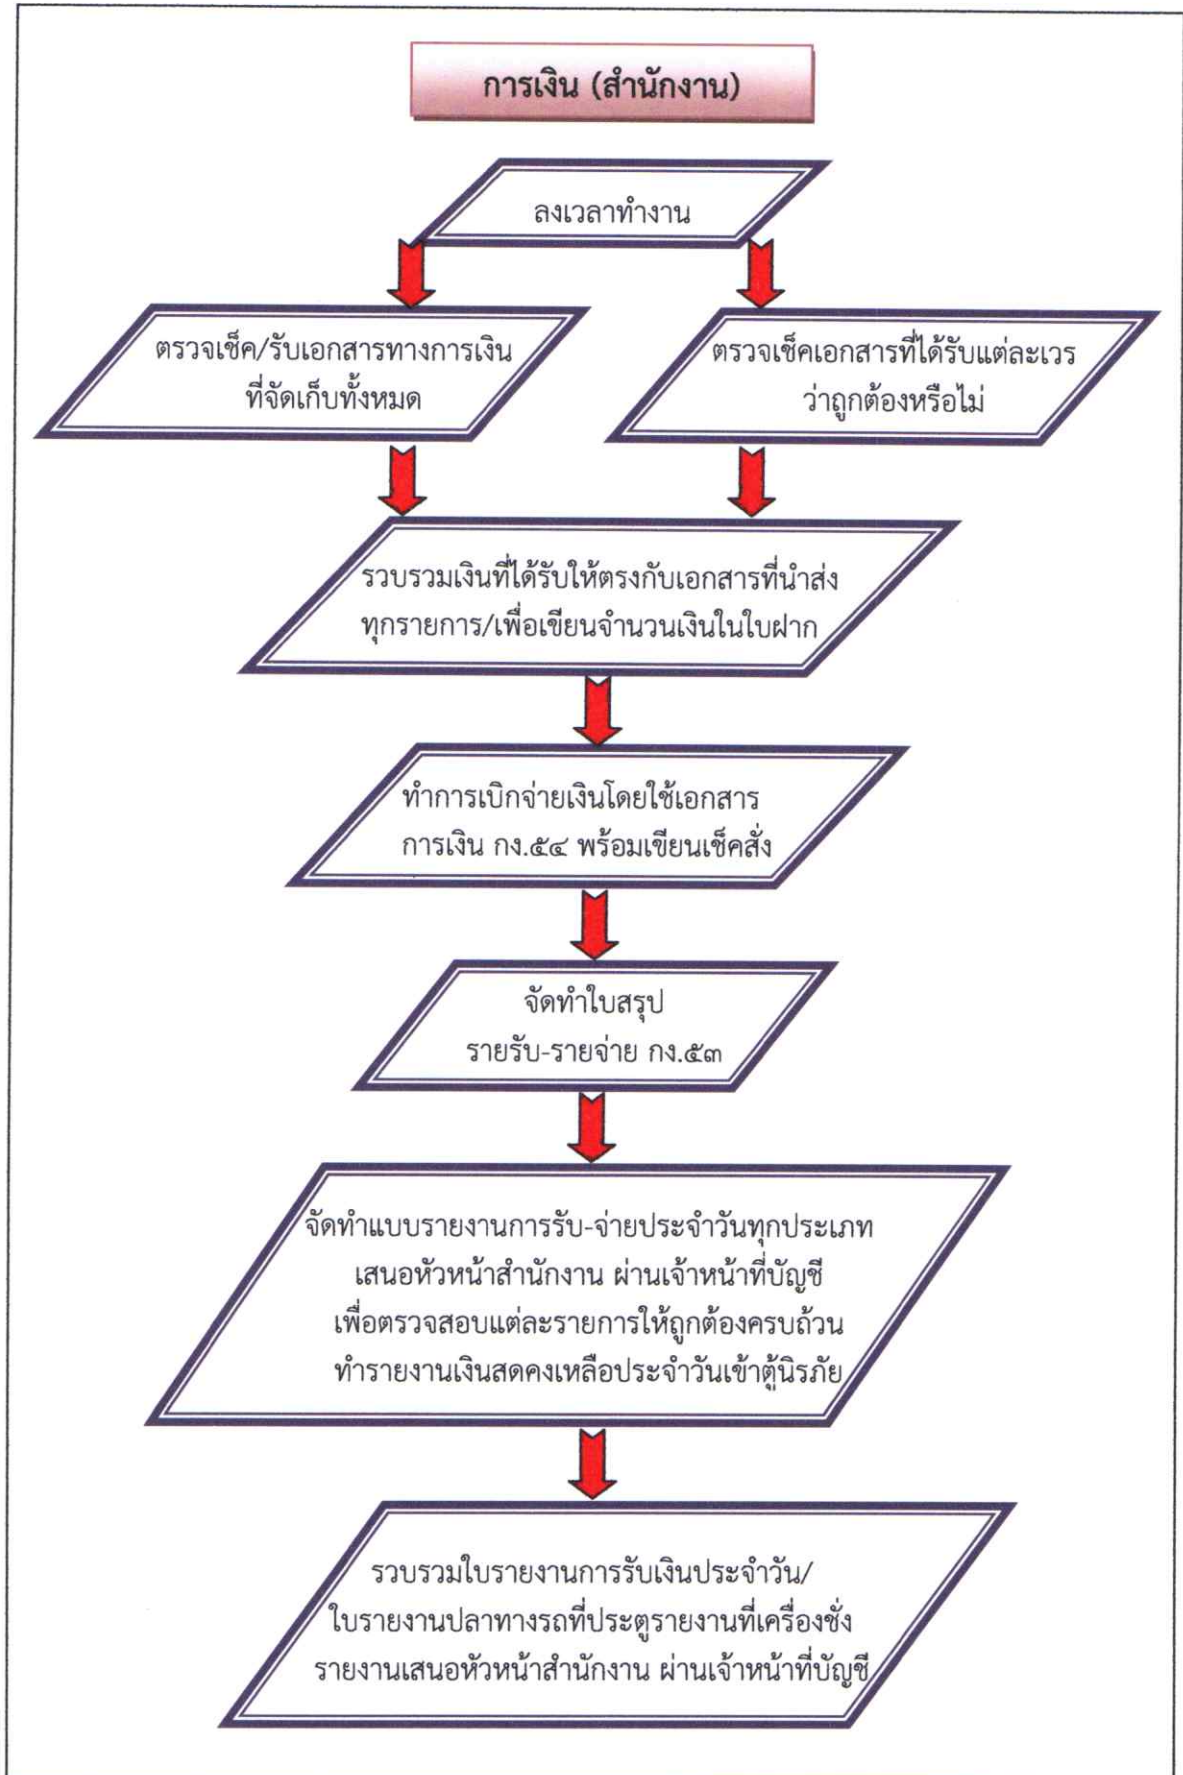 การเงิน (สำนักงาน)
ลงเวลาทำงาน
ตรวจเช็ค/รับเอกสารทางการเงิน
ที่จัดเก็บทั้งหมด
ตรวจเช็คเอกสารที่ได้รับแต่ละเวร
ว่าถูกต้องหรือไม่
รวบรวมเงินที่ได้รับให้ตรงกับเอกสารที่นำส่ง
ทุกรายการ/เพื่อเขียนจำนวนเงินในใบฝาก
ทำการเบิกจ่ายเงินโดยใช้เอกสาร
การเงิน กง.๕๔ พร้อมเขียนเช็คสั่ง
จัดทำใบสรุป
รายรับ-รายจ่าย กง.๕๓
จัดทำแบบรายงานการรับ-จ่ายประจำวันทุกประเภท
เสนอหัวหน้าสำนักงาน ผ่านเจ้าหน้าที่บัญชี
เพื่อตรวจสอบแต่ละรายการให้ถูกต้องครบถ้วน
ทำรายงานเงินสดคงเหลือประจำวันเข้าตู้นิรภัย
รวบรวมใบรายงานการรับเงินประจำวัน/
ใบรายงานปลาทางรถที่ประตูรายงานที่เครื่องชั่ง
รายงานเสนอหัวหน้าสำนักงาน ผ่านเจ้าหน้าที่บัญชี